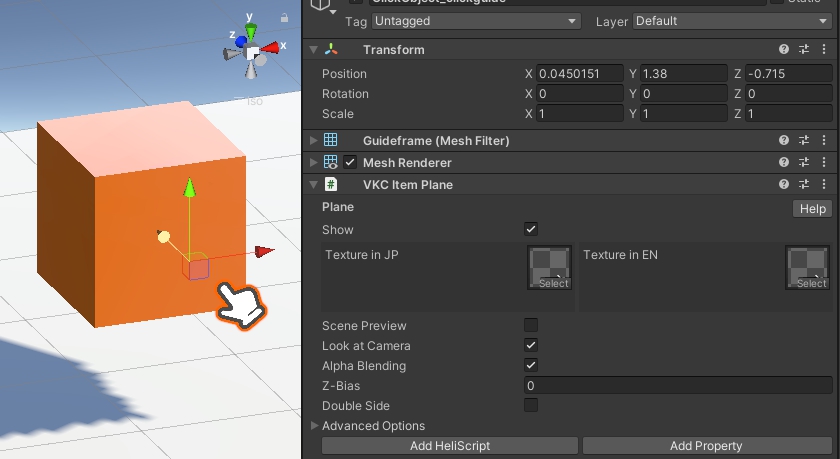 y
z
x
Iso
ClickObject_clickguide
Static
Tag Untagged Layer Default
Transform
Position X 0.0450151 Y 1.38 Z -0.715
Rotation X 0 Y 0 Z 0
Scale X 1 Y 1 Z 1
Guideframe (Mesh Filter)
Mesh Renderer
# VKC Item Plane
Plane Help
Show
Texture in JP Select Texture in EN Select
Scene Preview
Look at Camera
Alpha Blending
Z-Bias 0
Double Side
Advanced Options
Add HeliScript Add Property